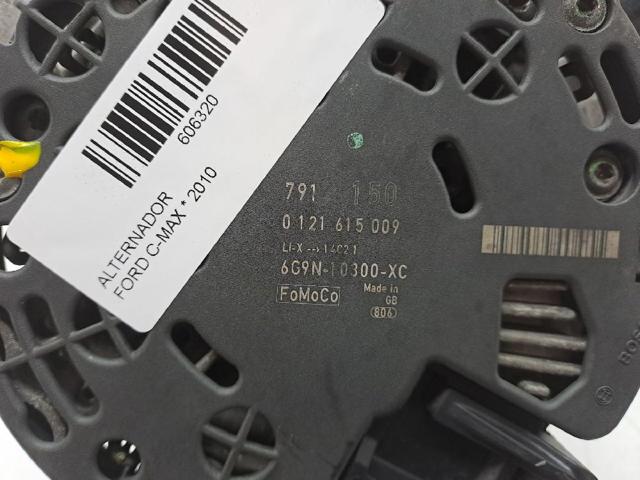 ALTERNADOR
FORD C-MAX * 2010
606320
791 150
0 121 615 009
LI-X 14C21
6G9N-10300-XC
FoMoCo
Made in
GB
806
BOS